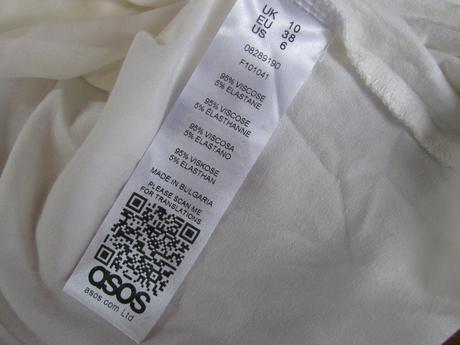 UK 10
EU 38
US 6
08289190
F101041
95% VISCOSE
5% ELASTANE
95% VISCOSE
5% ELASTHANNE
95% VISCOSA
5% ELASTANO
95% VISKOSE
5% ELASTHAN
MADE IN BULGARIA
PLEASE SCAN ME
FOR TRANSLATIONS
asos
asos.com Ltd